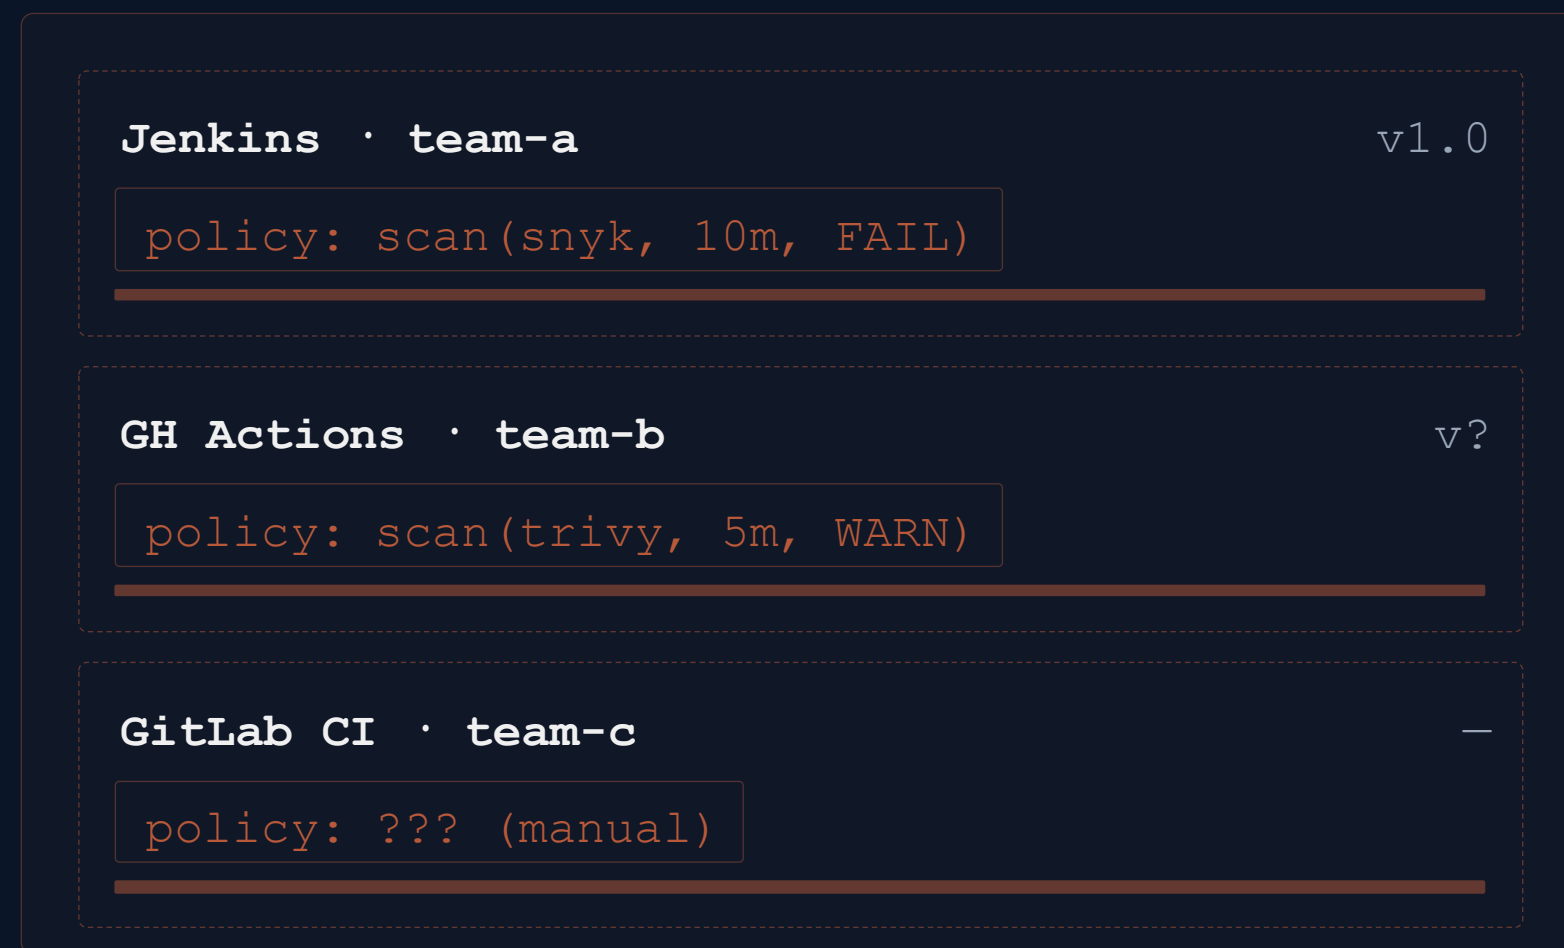 Jenkins · team-a v1.0
policy: scan(snyk, 10m, FAIL)
GH Actions · team-b v?
policy: scan(trivy, 5m, WARN)
GitLab CI · team-c —
policy: ??? (manual)